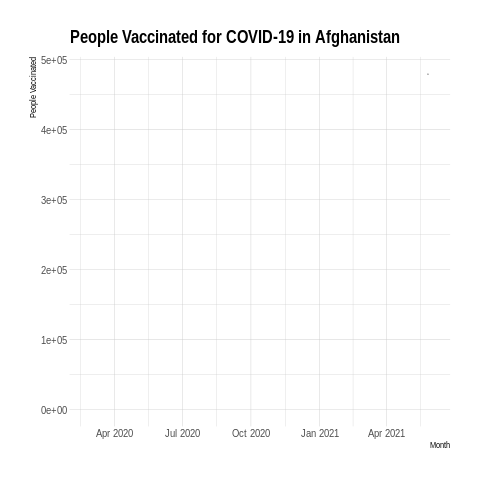 People Vaccinated for COVID-19 in Afghanistan
People Vaccinated
5e+05
4e+05
3e+05
2e+05
1e+05
0e+00
Apr 2020 Jul 2020 Oct 2020 Jan 2021 Apr 2021
Month